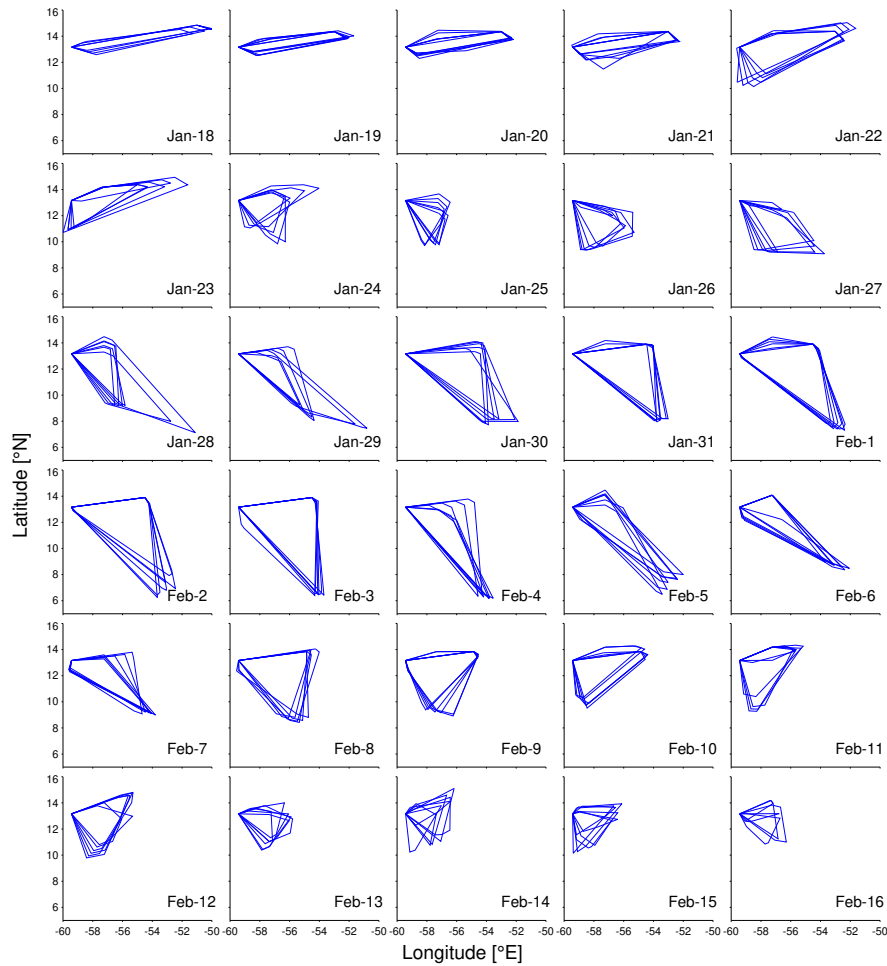 16
14
12
10
8
6
Jan-18
Jan-19
Jan-20
Jan-21
Jan-22
16
14
12
10
8
6
Jan-23
Jan-24
Jan-25
Jan-26
Jan-27
16
14
12
10
8
6
Jan-28
Jan-29
Jan-30
Jan-31
Feb-1
Latitude [°N]
16
14
12
10
8
6
Feb-2
Feb-3
Feb-4
Feb-5
Feb-6
16
14
12
10
8
6
Feb-7
Feb-8
Feb-9
Feb-10
Feb-11
16
14
12
10
8
6
Feb-12
Feb-13
Feb-14
Feb-15
Feb-16
-60 -58 -56 -54 -52 -50 -58 -56 -54 -52 -50 -58 -56 -54 -52 -50 -58 -56 -54 -52 -50 -58 -56 -54 -52 -50
Longitude [°E]